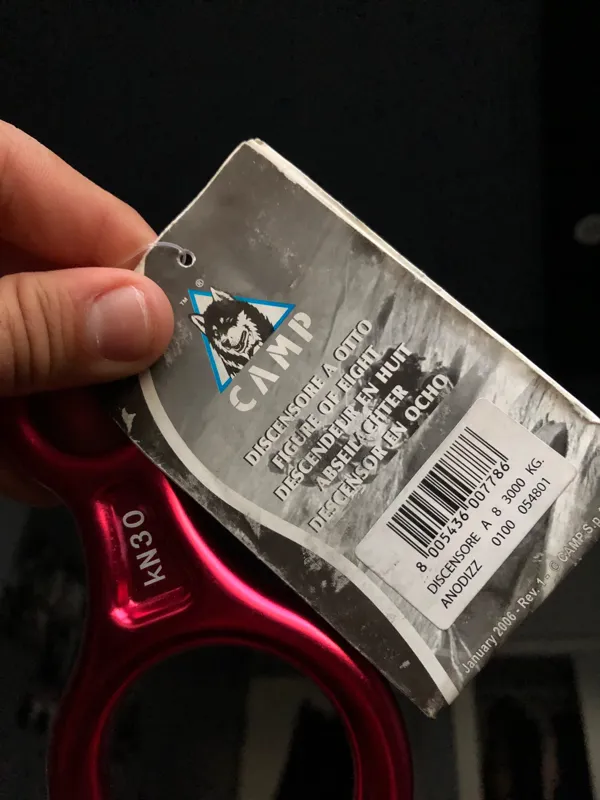 ™ ®
CAMP
DISCENSORE A OTTO
FIGURE OF EIGHT
DESCENDEUR EN HUIT
ABSEILACHTER
DESCENSOR EN OCHO
8 005436 007786
DISCENSORE A 8 3000 KG.
ANODIZZ 0100 054801
January 2006 - Rev. 1 - © CAMP S.p.
kN30